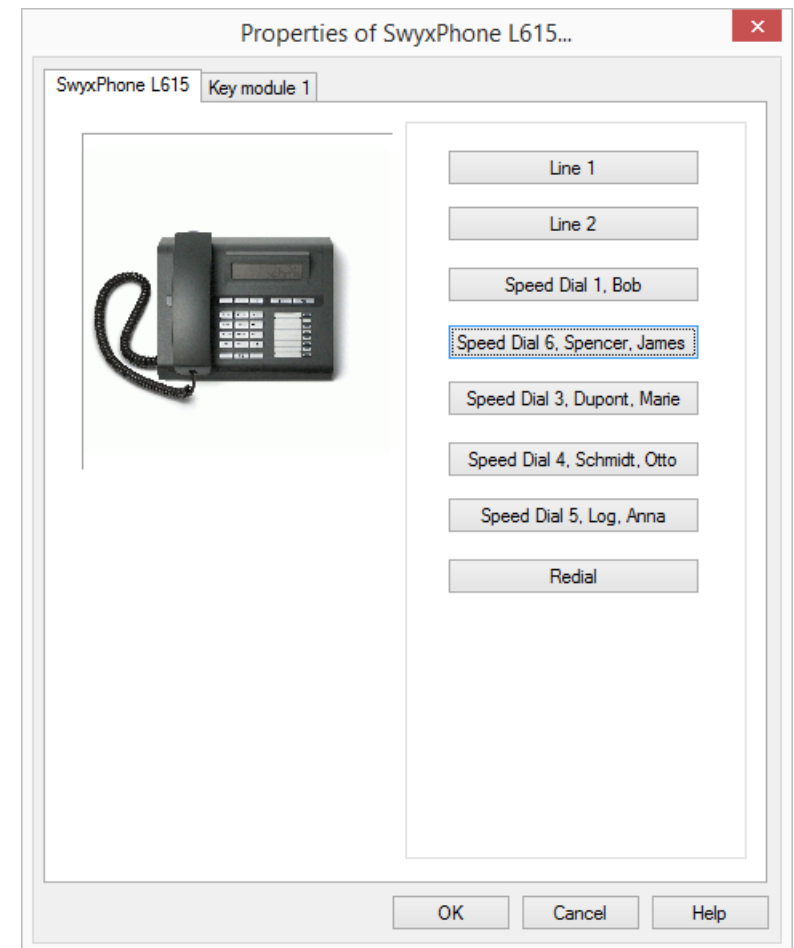 Properties of SwyxPhone L615...
SwyxPhone L615
Key module 1
Line 1
Line 2
Speed Dial 1, Bob
Speed Dial 6, Spencer, James
Speed Dial 3, Dupont, Marie
Speed Dial 4, Schmidt, Otto
Speed Dial 5, Log, Anna
Redial
OK
Cancel
Help